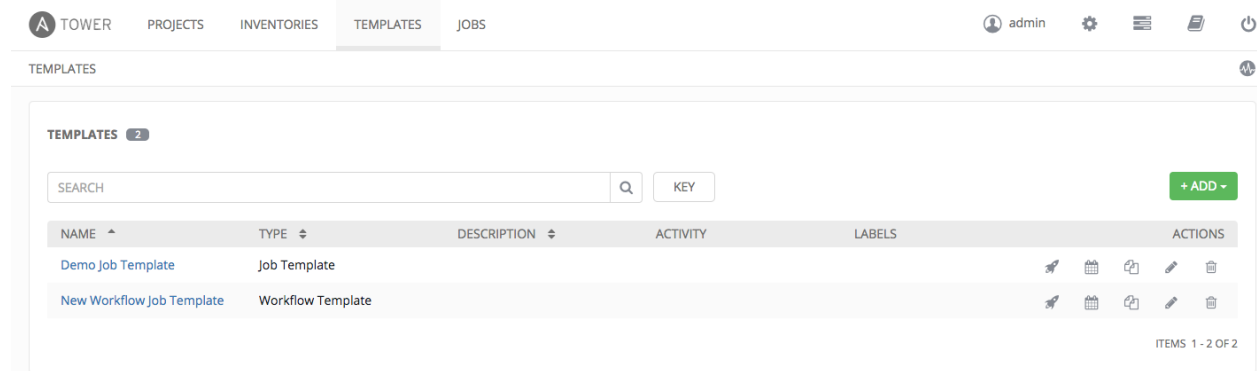 A TOWER PROJECTS INVENTORIES TEMPLATES JOBS admin
TEMPLATES
TEMPLATES 2
SEARCH KEY + ADD
NAME TYPE DESCRIPTION ACTIVITY LABELS ACTIONS
Demo Job Template Job Template
New Workflow Job Template Workflow Template
ITEMS 1 - 2 OF 2